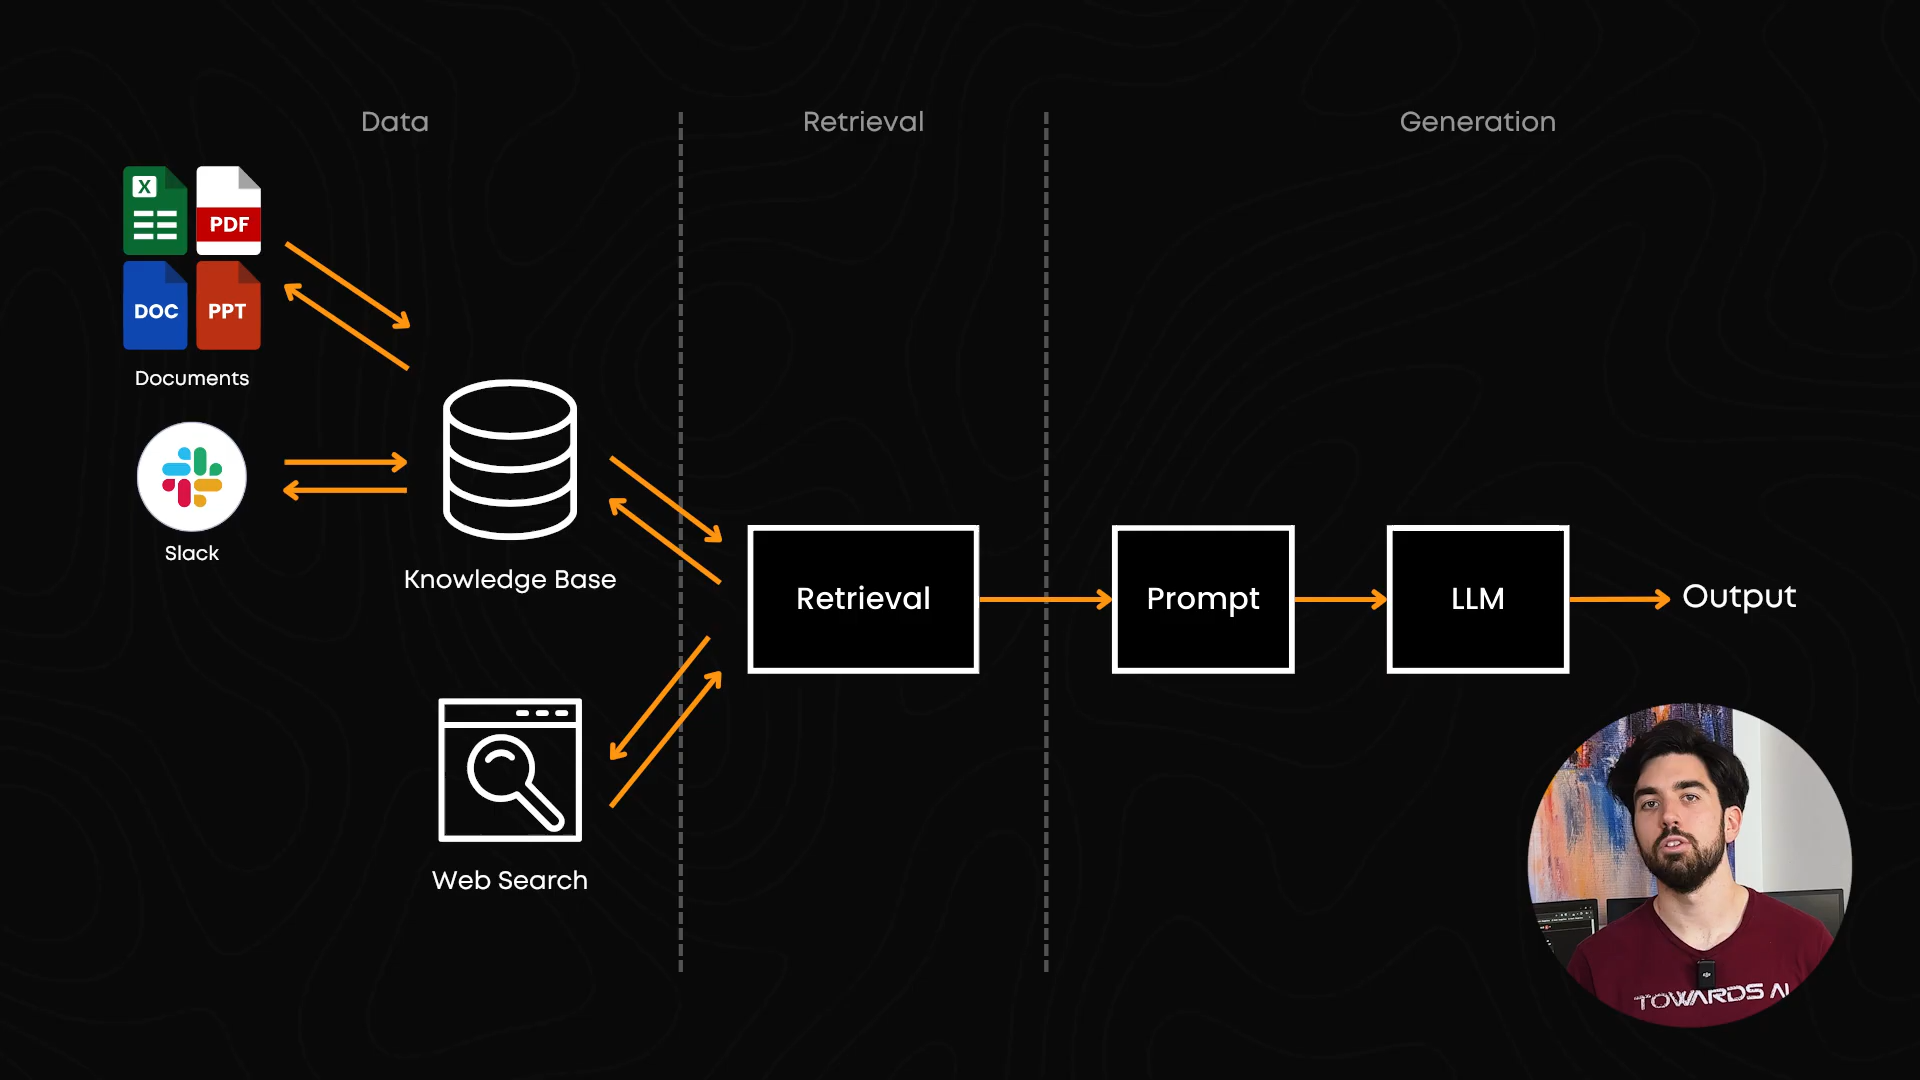 Data
Retrieval
Generation
X
PDF
DOC
PPT
Documents
Slack
Knowledge Base
Web Search
Retrieval
Prompt
LLM
Output
TOWARDS AI